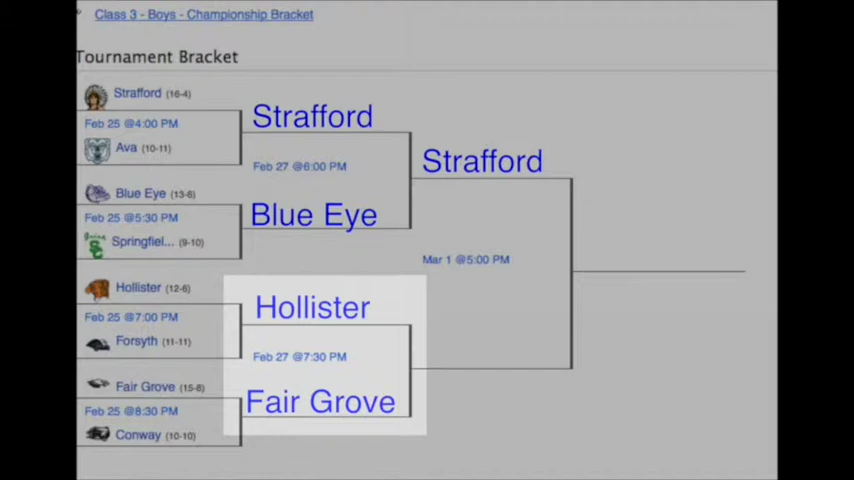 Class 3 - Boys - Championship Bracket
Tournament Bracket
Strafford (16-4)
Feb 25 @4:00 PM
Ava (10-11)
Blue Eye (13-6)
Feb 25 @5:30 PM
Springfiel... (9-10)
Hollister (12-6)
Feb 25 @7:00 PM
Forsyth (11-11)
Fair Grove (15-8)
Feb 25 @8:30 PM
Conway (10-10)
Strafford
Feb 27 @6:00 PM
Blue Eye
Hollister
Feb 27 @7:30 PM
Fair Grove
Strafford
Mar 1 @5:00 PM